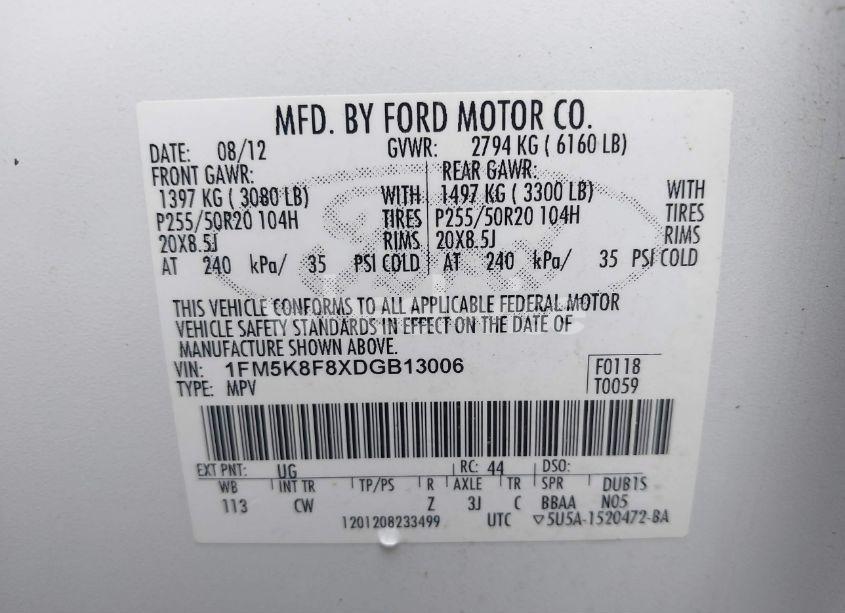 MFD. BY FORD MOTOR CO.
DATE: 08/12 GVWR: 2794 KG ( 6160 LB)
FRONT GAWR: REAR GAWR:
1397 KG ( 3080 LB) WITH 1497 KG ( 3300 LB) WITH
P255/50R20 104H TIRES P255/50R20 104H TIRES
20X8.5J RIMS 20X8.5J RIMS
AT 240 kPa/ 35 PSI COLD AT 240 kPa/ 35 PSI COLD
THIS VEHICLE CONFORMS TO ALL APPLICABLE FEDERAL MOTOR
VEHICLE SAFETY STANDARDS IN EFFECT ON THE DATE OF
MANUFACTURE SHOWN ABOVE.
VIN: 1FM5K8F8XDGB13006 F0118
TYPE: MPV T0059
EXT PNT: UG RC: 44 DSO:
WB INT TR TP/PS R AXLE TR SPR DUB1S
113 CW Z 3J C BBAA N05
1201208233499 UTC ▽5U5A-1520472-BA